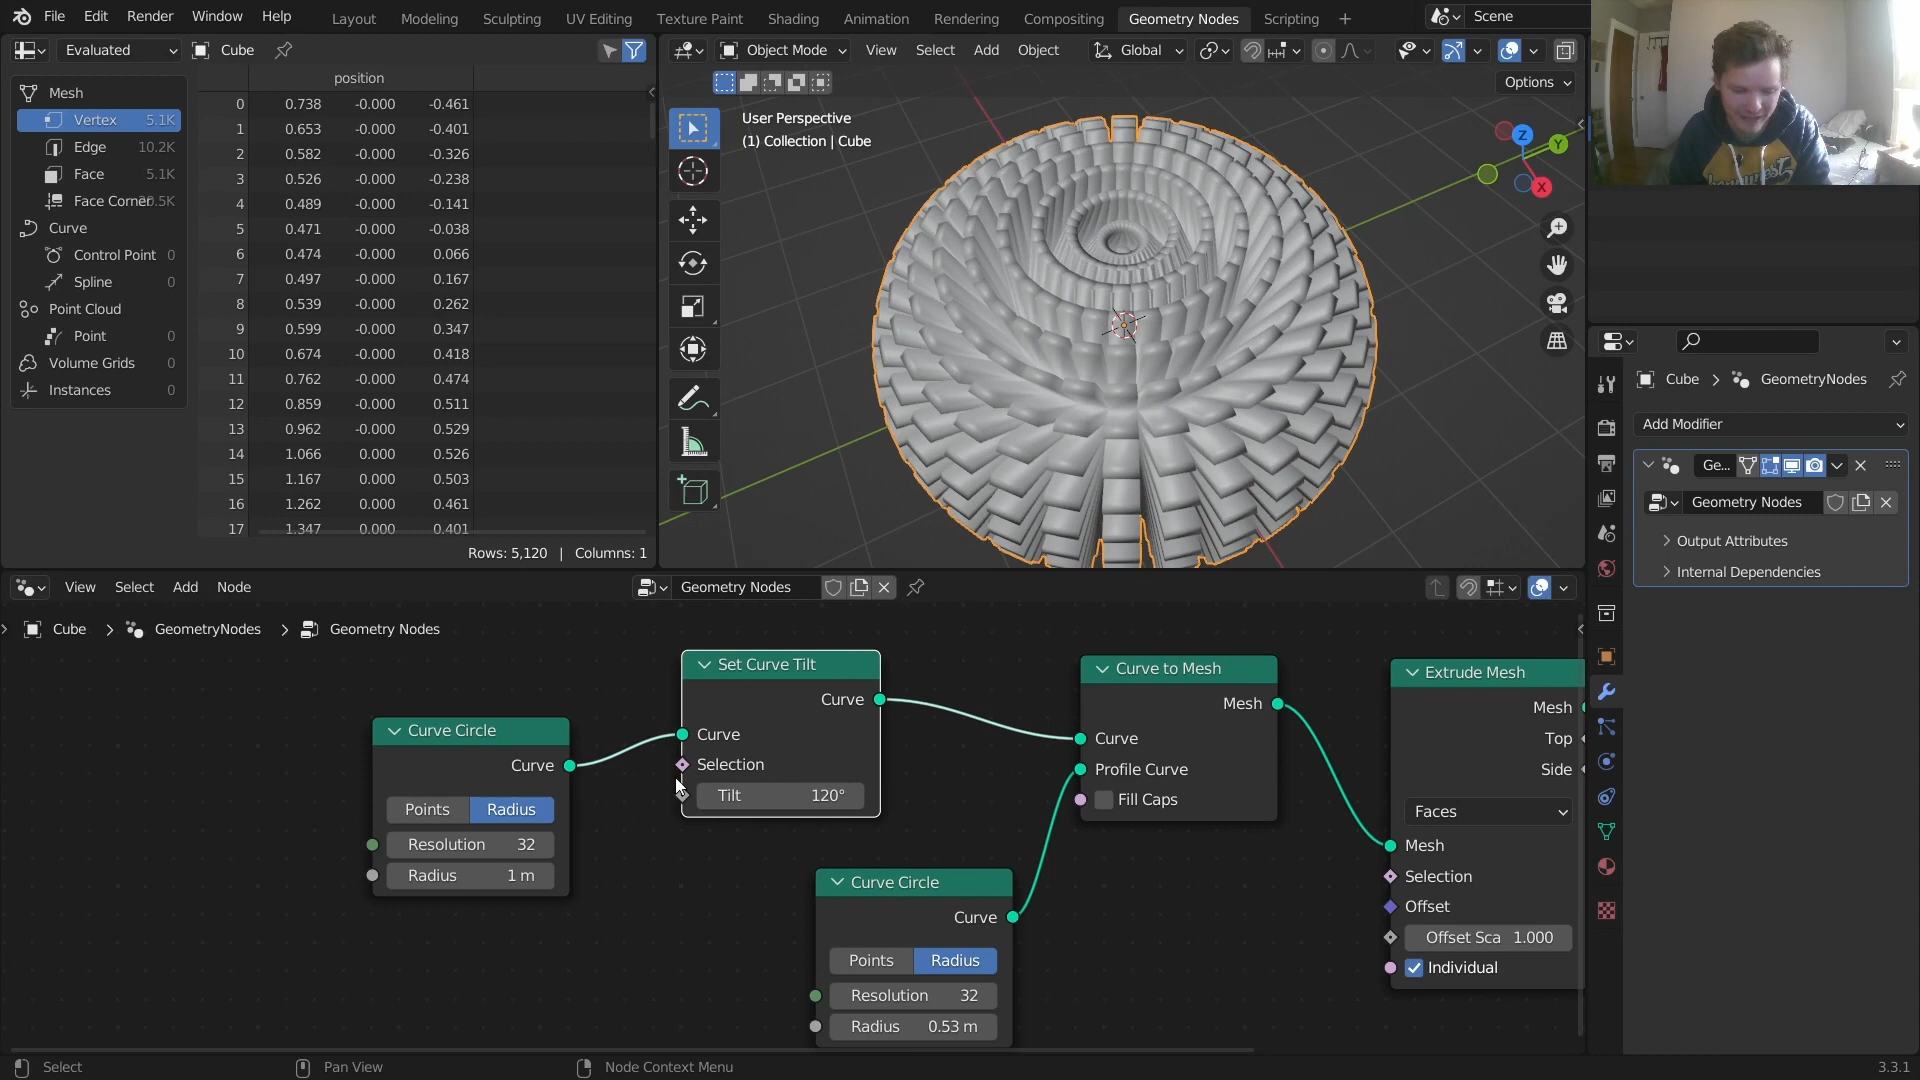 File Edit Render Window Help
Layout Modeling Sculpting UV Editing Texture Paint Shading Animation Rendering Compositing Geometry Nodes Scripting +
Scene
Evaluated
Cube
Object Mode View Select Add Object Global
Options
position
Mesh
Vertex 5.1K
Edge 10.2K
Face 5.1K
Face Corner
Curve
Control Point 0
Spline 0
Point Cloud
Point 0
Volume Grids 0
Instances 0
0 0.738 -0.000 -0.461
1 0.653 -0.000 -0.401
2 0.582 -0.000 -0.326
3 0.526 -0.000 -0.238
4 0.489 -0.000 -0.141
5 0.471 -0.000 -0.038
6 0.474 -0.000 0.066
7 0.497 -0.000 0.167
8 0.539 -0.000 0.262
9 0.599 -0.000 0.347
10 0.674 -0.000 0.418
11 0.762 -0.000 0.474
12 0.859 -0.000 0.511
13 0.962 -0.000 0.529
14 1.066 0.000 0.526
15 1.167 0.000 0.503
16 1.262 0.000 0.461
17 1.347 0.000 0.401
Rows: 5,120 | Columns: 1
User Perspective
(1) Collection | Cube
Z
Y
X
Cube > GeometryNodes
Add Modifier
Ge...
Geometry Nodes
Output Attributes
Internal Dependencies
View Select Add Node
Geometry Nodes
Cube > GeometryNodes > Geometry Nodes
Curve Circle
Curve
Points Radius
Resolution 32
Radius 1 m
Set Curve Tilt
Curve
Curve
Selection
Tilt 120°
Curve Circle
Curve
Points Radius
Resolution 32
Radius 0.53 m
Curve to Mesh
Mesh
Curve
Profile Curve
Fill Caps
Extrude Mesh
Mesh
Top
Side
Faces
Mesh
Selection
Offset
Offset Sca 1.000
Individual
Select
Pan View
Node Context Menu
3.3.1